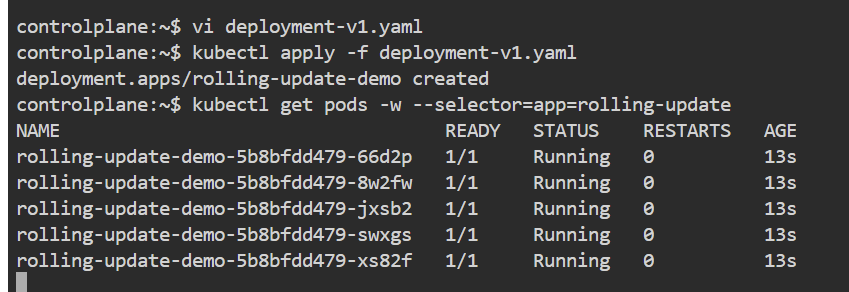 controlplane:~$ vi deployment-v1.yaml
controlplane:~$ kubectl apply -f deployment-v1.yaml
deployment.apps/rolling-update-demo created
controlplane:~$ kubectl get pods -w --selector=app=rolling-update
NAME READY STATUS RESTARTS AGE
rolling-update-demo-5b8bfdd479-66d2p 1/1 Running 0 13s
rolling-update-demo-5b8bfdd479-8w2fw 1/1 Running 0 13s
rolling-update-demo-5b8bfdd479-jxsb2 1/1 Running 0 13s
rolling-update-demo-5b8bfdd479-swxgs 1/1 Running 0 13s
rolling-update-demo-5b8bfdd479-xs82f 1/1 Running 0 13s